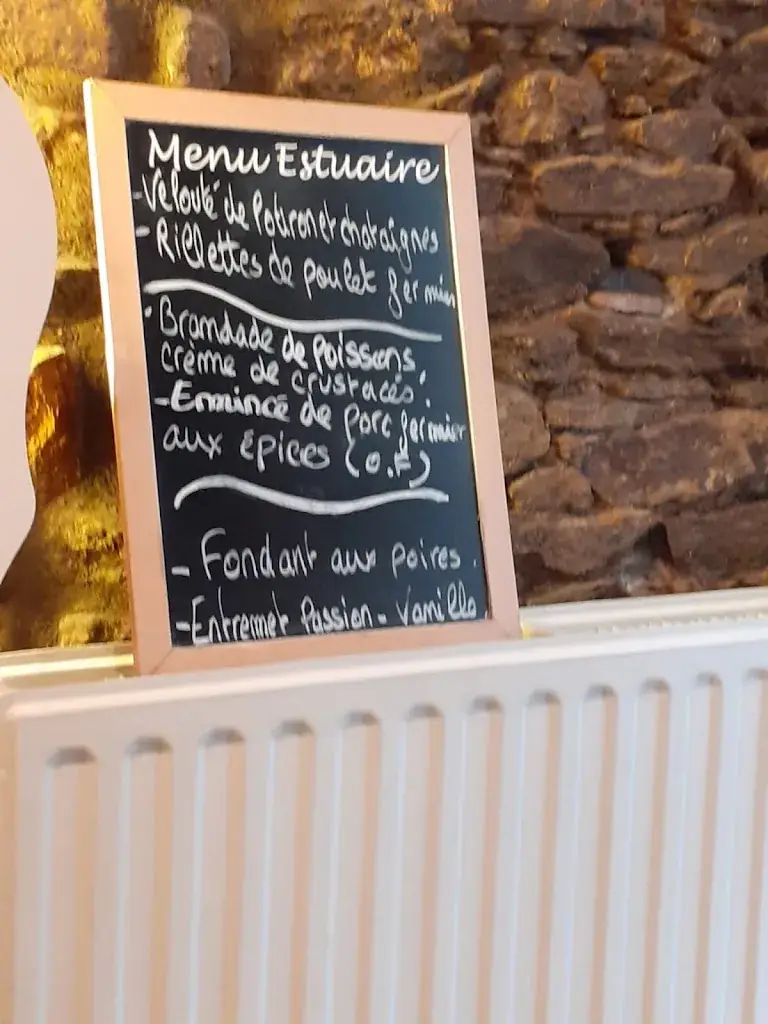 Menu Estuaire
- Velouté de Potiron et chataîgnes
- Rillettes de poulet fermier
- Brandade de poissons
crème de crustacés.
- Emincé de porc fermier
aux épices (O.F)
- Fondant aux poires.
- Entremet Passion - Vanille.